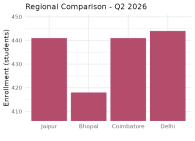 Regional Comparison - Q2 2026
Enrollment (students)
450
440
430
420
410
Jaipur
Bhopal
Coimbatore
Delhi